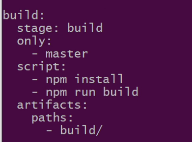 build:
  stage: build
  only:
    - master
  script:
    - npm install
    - npm run build
  artifacts:
    paths:
      - build/